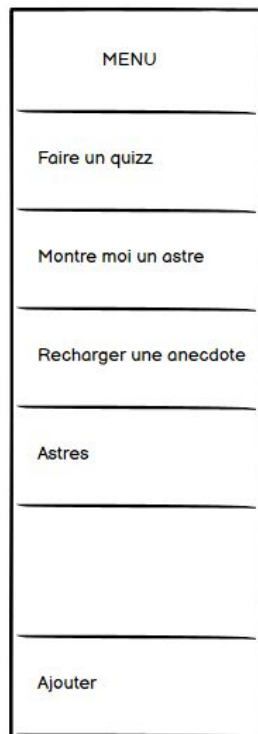 MENU
Faire un quizz
Montre moi un astre
Recharger une anecdote
Astres
Ajouter